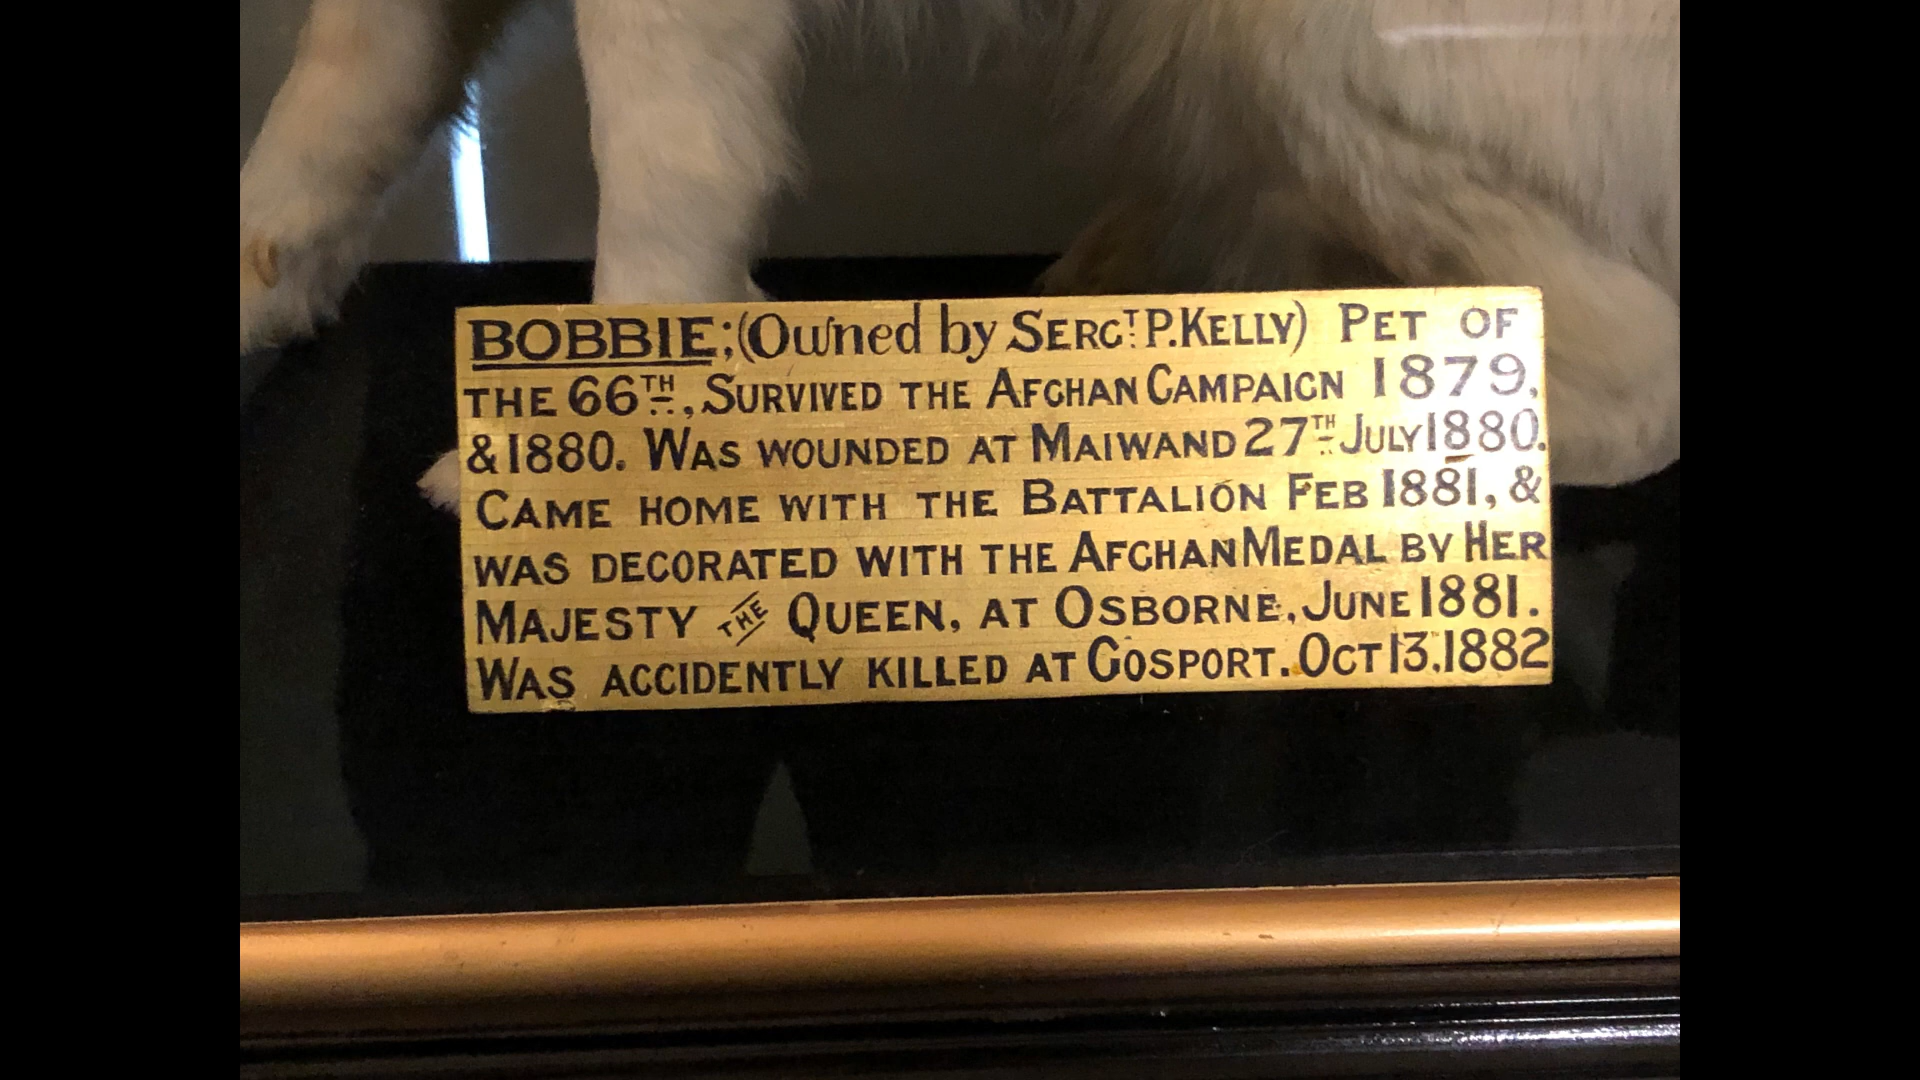 BOBBIE; (Owned by SERGT P. KELLY) PET OF
THE 66TH, SURVIVED THE AFGHAN CAMPAIGN 1879,
& 1880. WAS WOUNDED AT MAIWAND 27TH JULY 1880.
CAME HOME WITH THE BATTALION FEB 1881, &
WAS DECORATED WITH THE AFGHAN MEDAL BY HER
MAJESTY THE QUEEN, AT OSBORNE, JUNE 1881.
WAS ACCIDENTLY KILLED AT GOSPORT. OCT 13, 1882